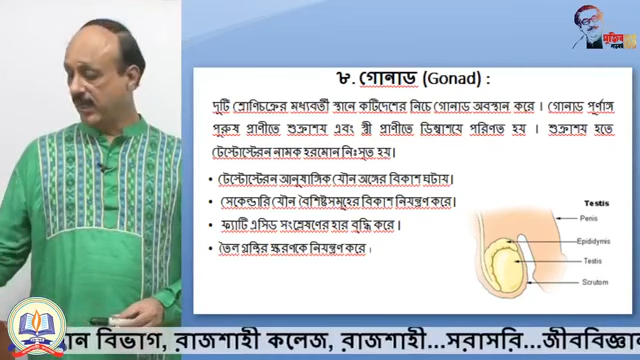 ৮. গোনাড (Gonad) :
দুটি শ্রোণিচক্রের মধ্যবর্তী স্থানে কটিদেশের নিচে গোনাড অবস্থান করে । গোনাড পূর্ণাঙ্গ
পুরুষ প্রাণীতে শুক্রাশয় এবং স্ত্রী প্রাণীতে ডিম্বাশয়ে পরিণত হয় । শুক্রাশয় হতে
টেস্টোস্টেরন নামক হরমোন নিঃসৃত হয়।
• টেস্টোস্টেরন আনুষাঙ্গিক যৌন অঙ্গের বিকাশ ঘটায়।
• সেকেন্ডারি যৌন বৈশিষ্টসমূহের বিকাশ নিয়ন্ত্রণ করে।
• ফ্যাটি এসিড সংশ্লেষণের হার বৃদ্ধি করে ।
• তৈল গ্রন্থির স্করণকে নিয়ন্ত্রণ করে ।
Testis
Penis
Epididymis
Testis
Scrutom
ান বিভাগ, রাজশাহী কলেজ, রাজশাহী...সরাসরি...জীববিজ্ঞান